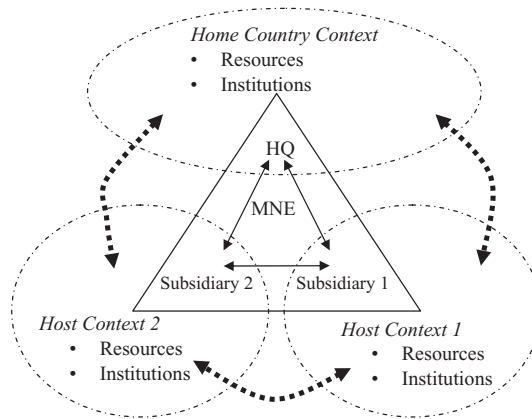 Home Country Context
• Resources
• Institutions
HQ
MNE
Subsidiary 2
Subsidiary 1
Host Context 2
• Resources
• Institutions
Host Context 1
• Resources
• Institutions